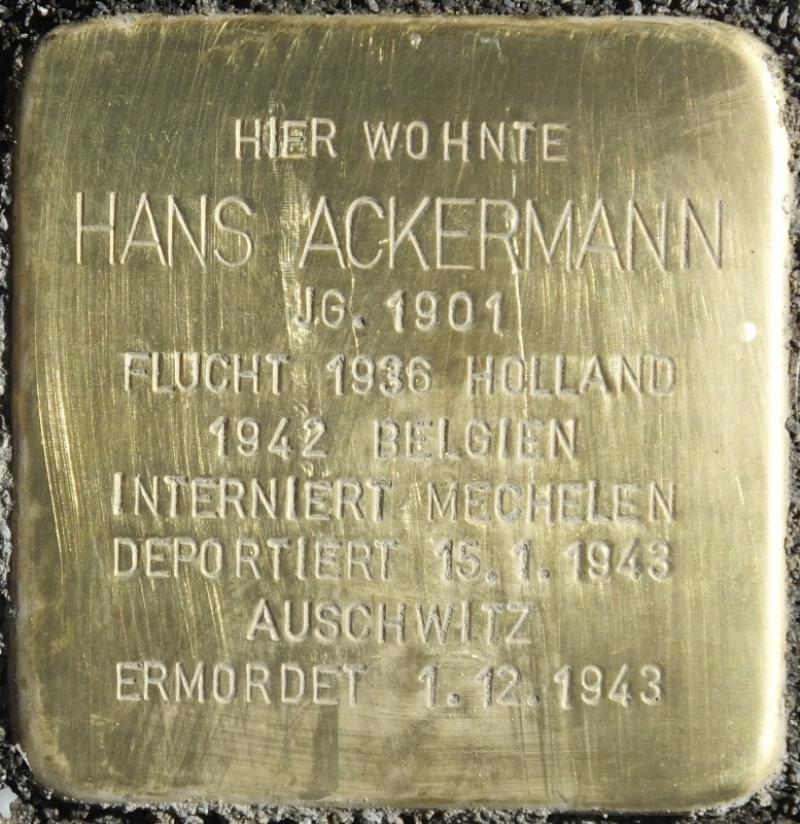 HIER WOHNTE
HANS ACKERMANN
JG. 1901
FLUCHT 1936 HOLLAND
1942 BELGIEN
INTERNIERT MECHELEN
DEPORTIERT 15.1.1943
AUSCHWITZ
ERMORDET 1.12.1943